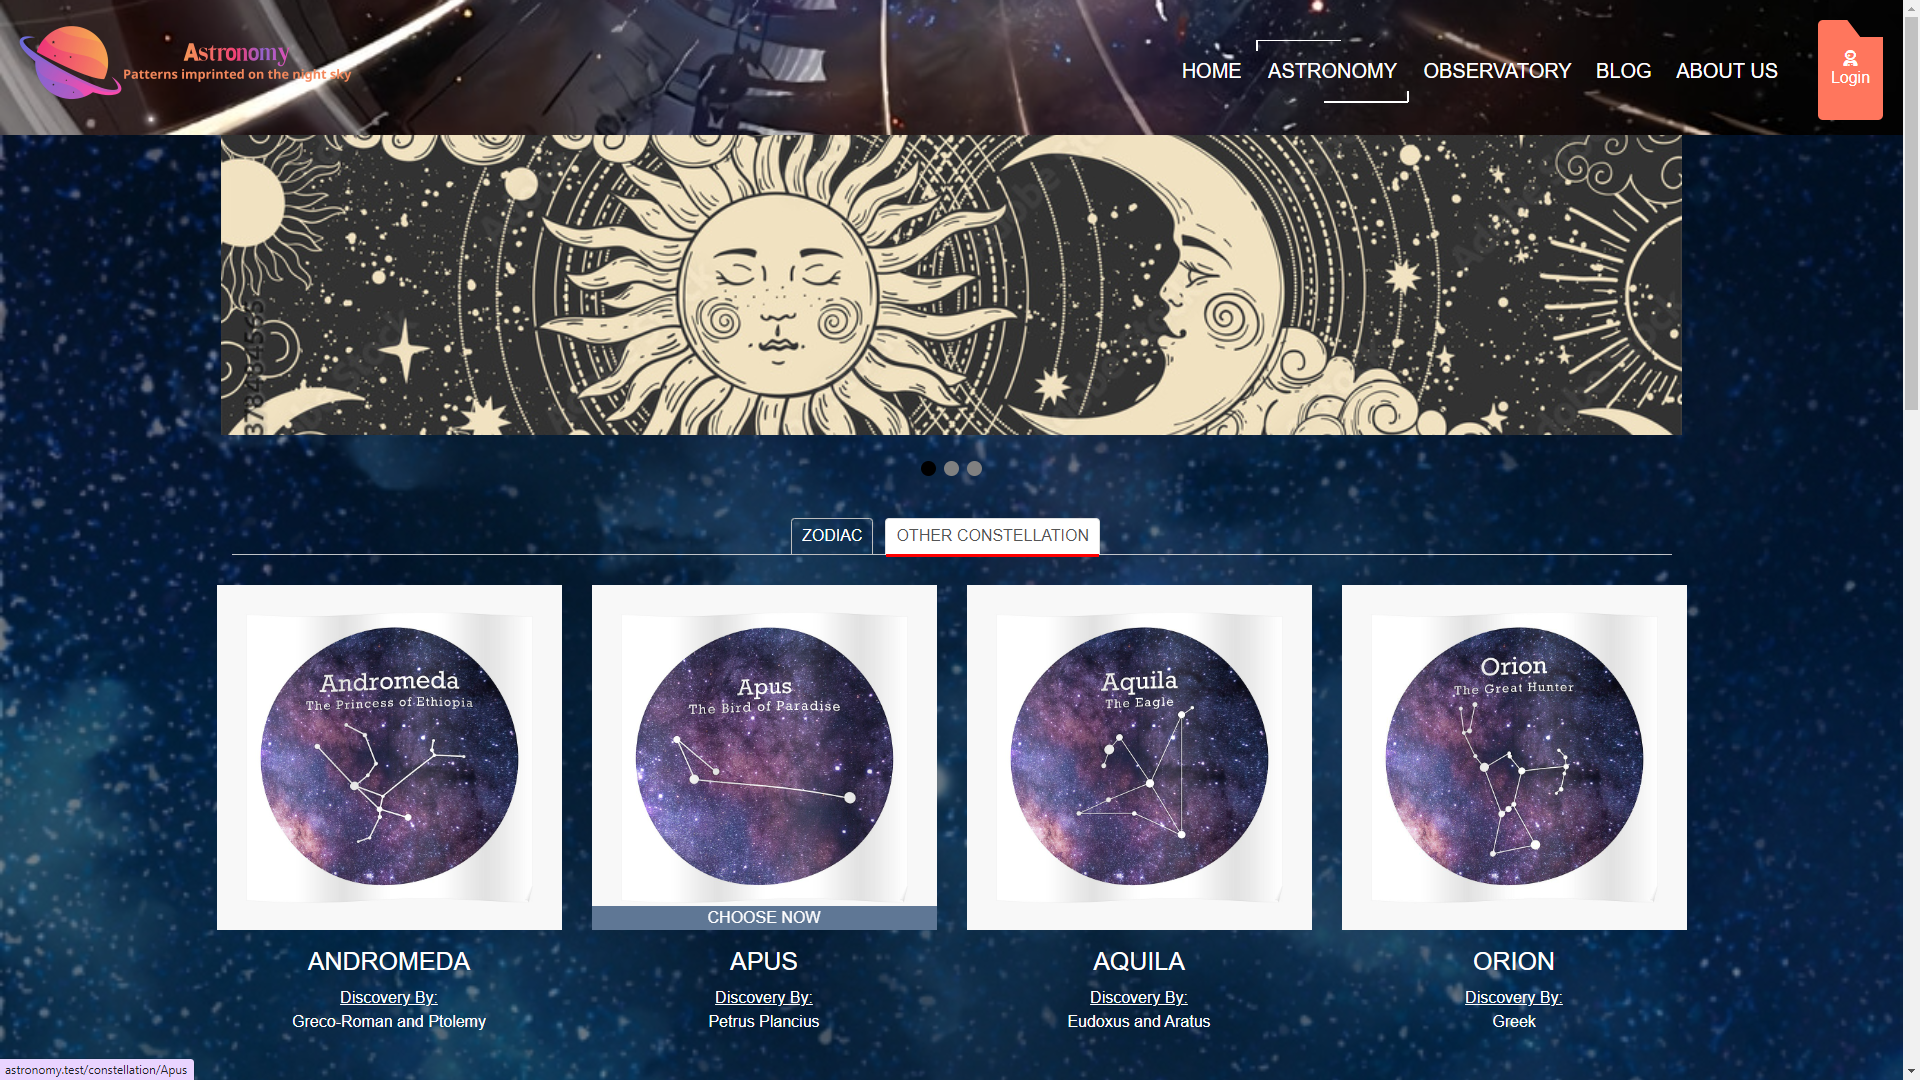 Astronomy
Patterns imprinted on the night sky
HOME ASTRONOMY OBSERVATORY BLOG ABOUT US
Login
ZODIAC OTHER CONSTELLATION
Andromeda
The Princess of Ethiopia
Apus
The Bird of Paradise
Aquila
The Eagle
Orion
The Great Hunter
CHOOSE NOW
ANDROMEDA
Discovery By:
Greco-Roman and Ptolemy
APUS
Discovery By:
Petrus Plancius
AQUILA
Discovery By:
Eudoxus and Aratus
ORION
Discovery By:
Greek
astronomy.test/constellation/Apus